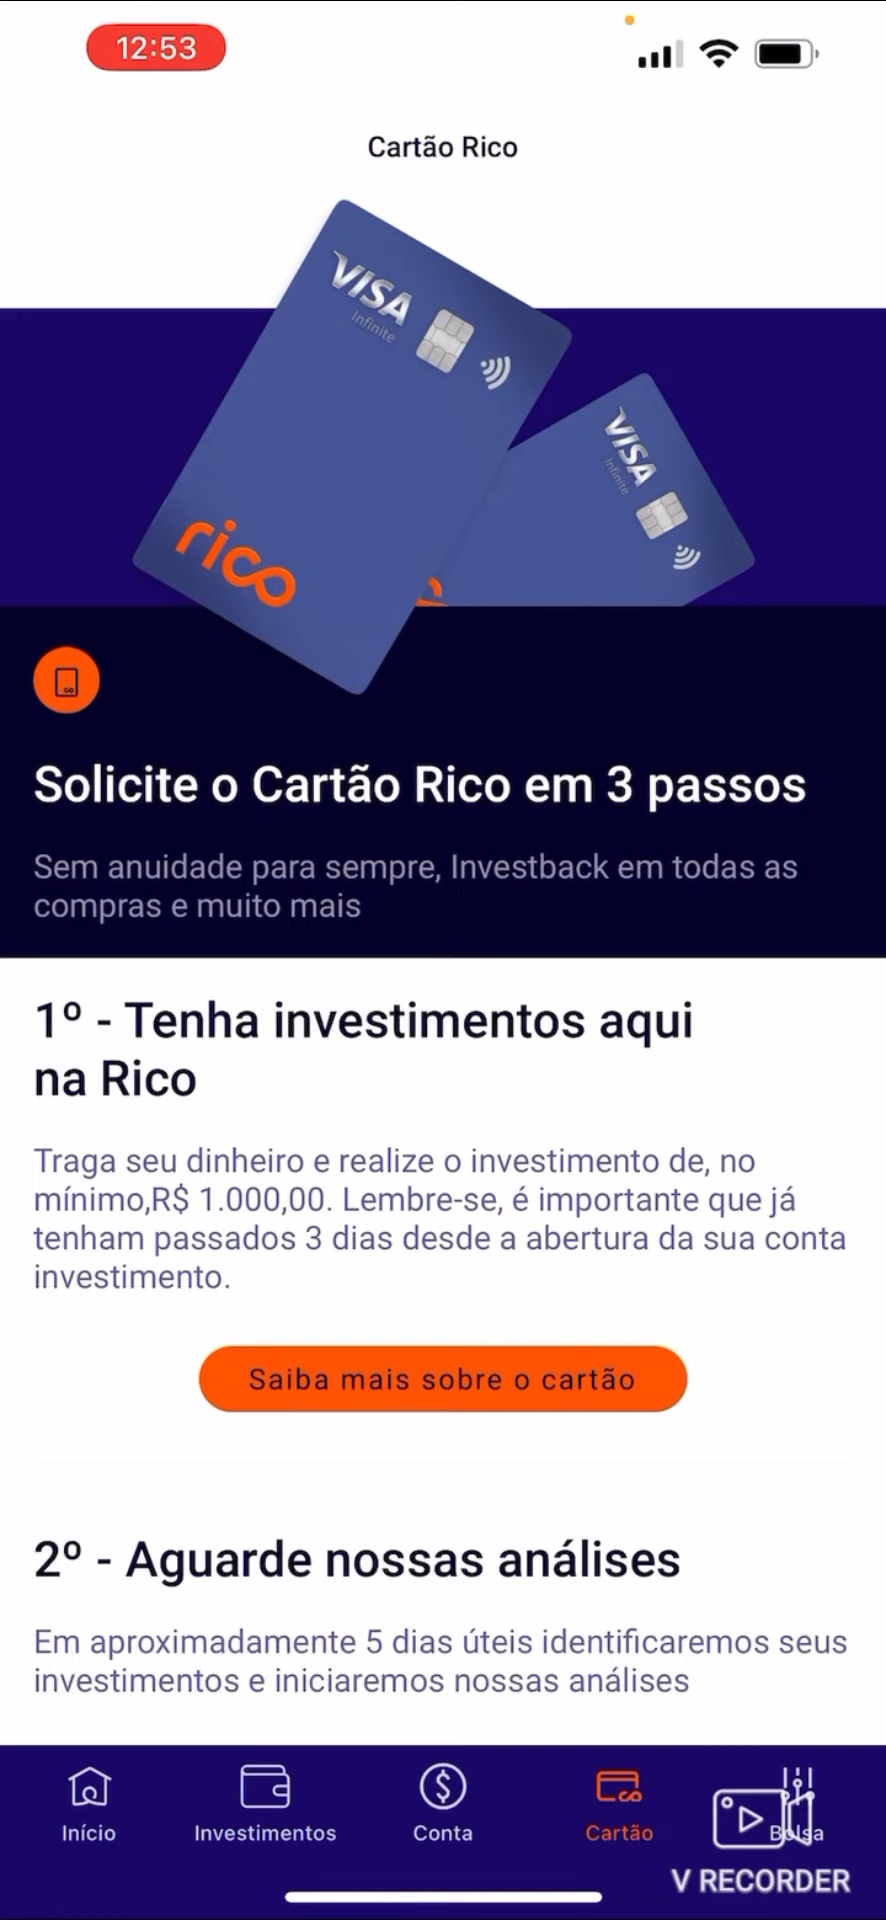 12:53
Cartão Rico
VISA
Infinite
rico
VISA
Infinite
Solicite o Cartão Rico em 3 passos
Sem anuidade para sempre, Investback em todas as
compras e muito mais
1º - Tenha investimentos aqui
na Rico
Traga seu dinheiro e realize o investimento de, no
mínimo,R$ 1.000,00. Lembre-se, é importante que já
tenham passados 3 dias desde a abertura da sua conta
investimento.
Saiba mais sobre o cartão
2º - Aguarde nossas análises
Em aproximadamente 5 dias úteis identificaremos seus
investimentos e iniciaremos nossas análises
Início Investimentos Conta Cartão Bolsa
V RECORDER